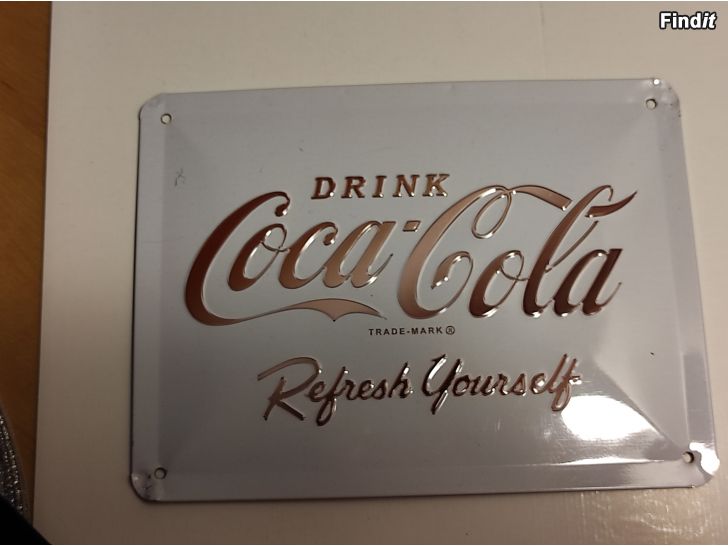 Findit
DRINK
Coca-Cola
TRADE-MARK ®
Refresh Yourself